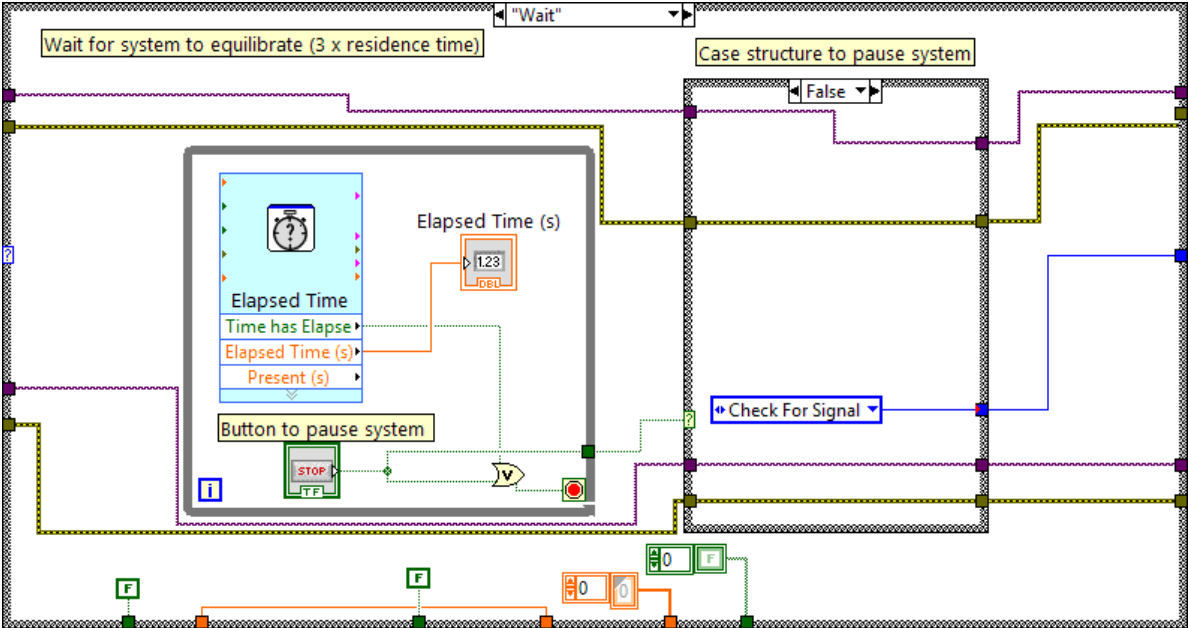 "Wait"
Wait for system to equilibrate (3 x residence time)
Case structure to pause system
False
?
?
Elapsed Time (s)
1.23
DBL
Elapsed Time
Time has Elapse
Elapsed Time (s)
Present (s)
Check For Signal
?
Button to pause system
STOP
TF
V
i
0
F
F
F
0
0